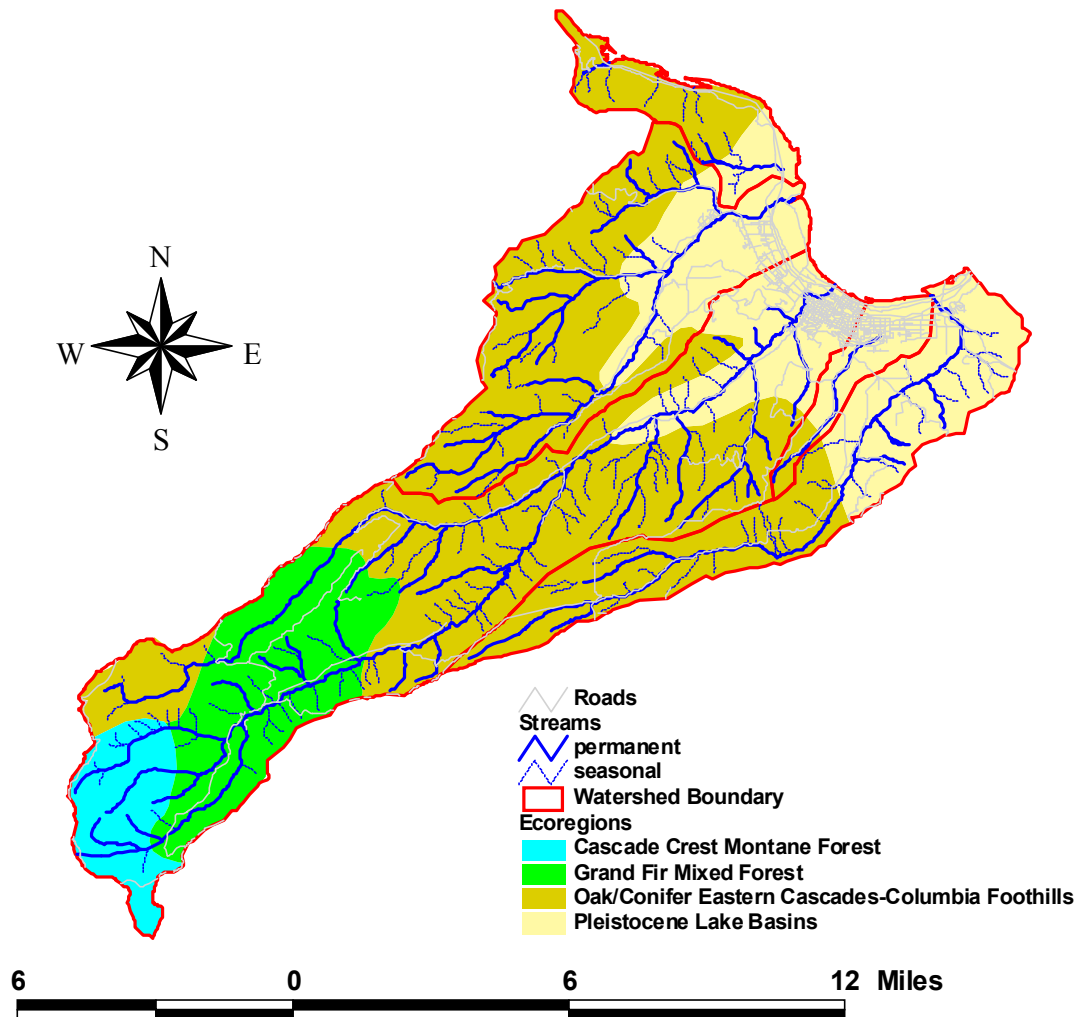 N
W E
S
Roads
Streams
permanent
seasonal
Watershed Boundary
Ecoregions
Cascade Crest Montane Forest
Grand Fir Mixed Forest
Oak/Conifer Eastern Cascades-Columbia Foothills
Pleistocene Lake Basins
6 0 6 12 Miles